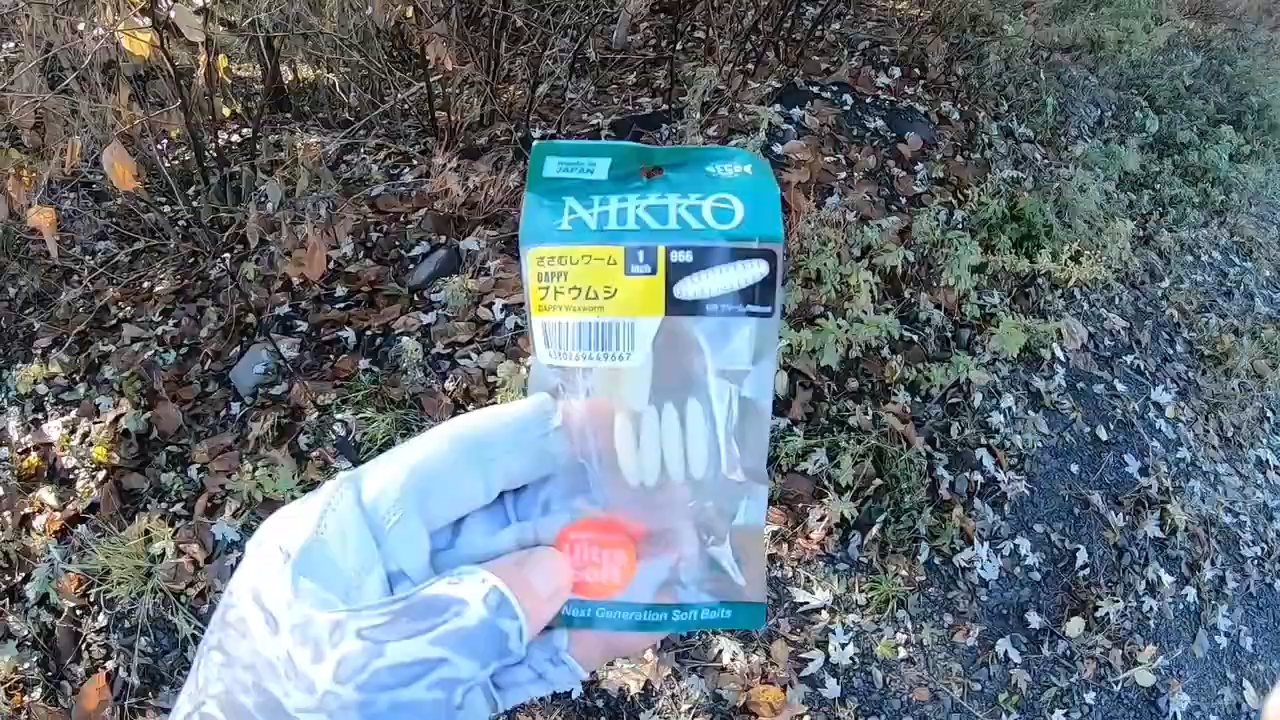 made in
JAPAN
NIKKO
ささむしワーム
DAPPY
ブドウムシ
DAPPY Waxworm
1
inch
966
Next Generation Soft Baits